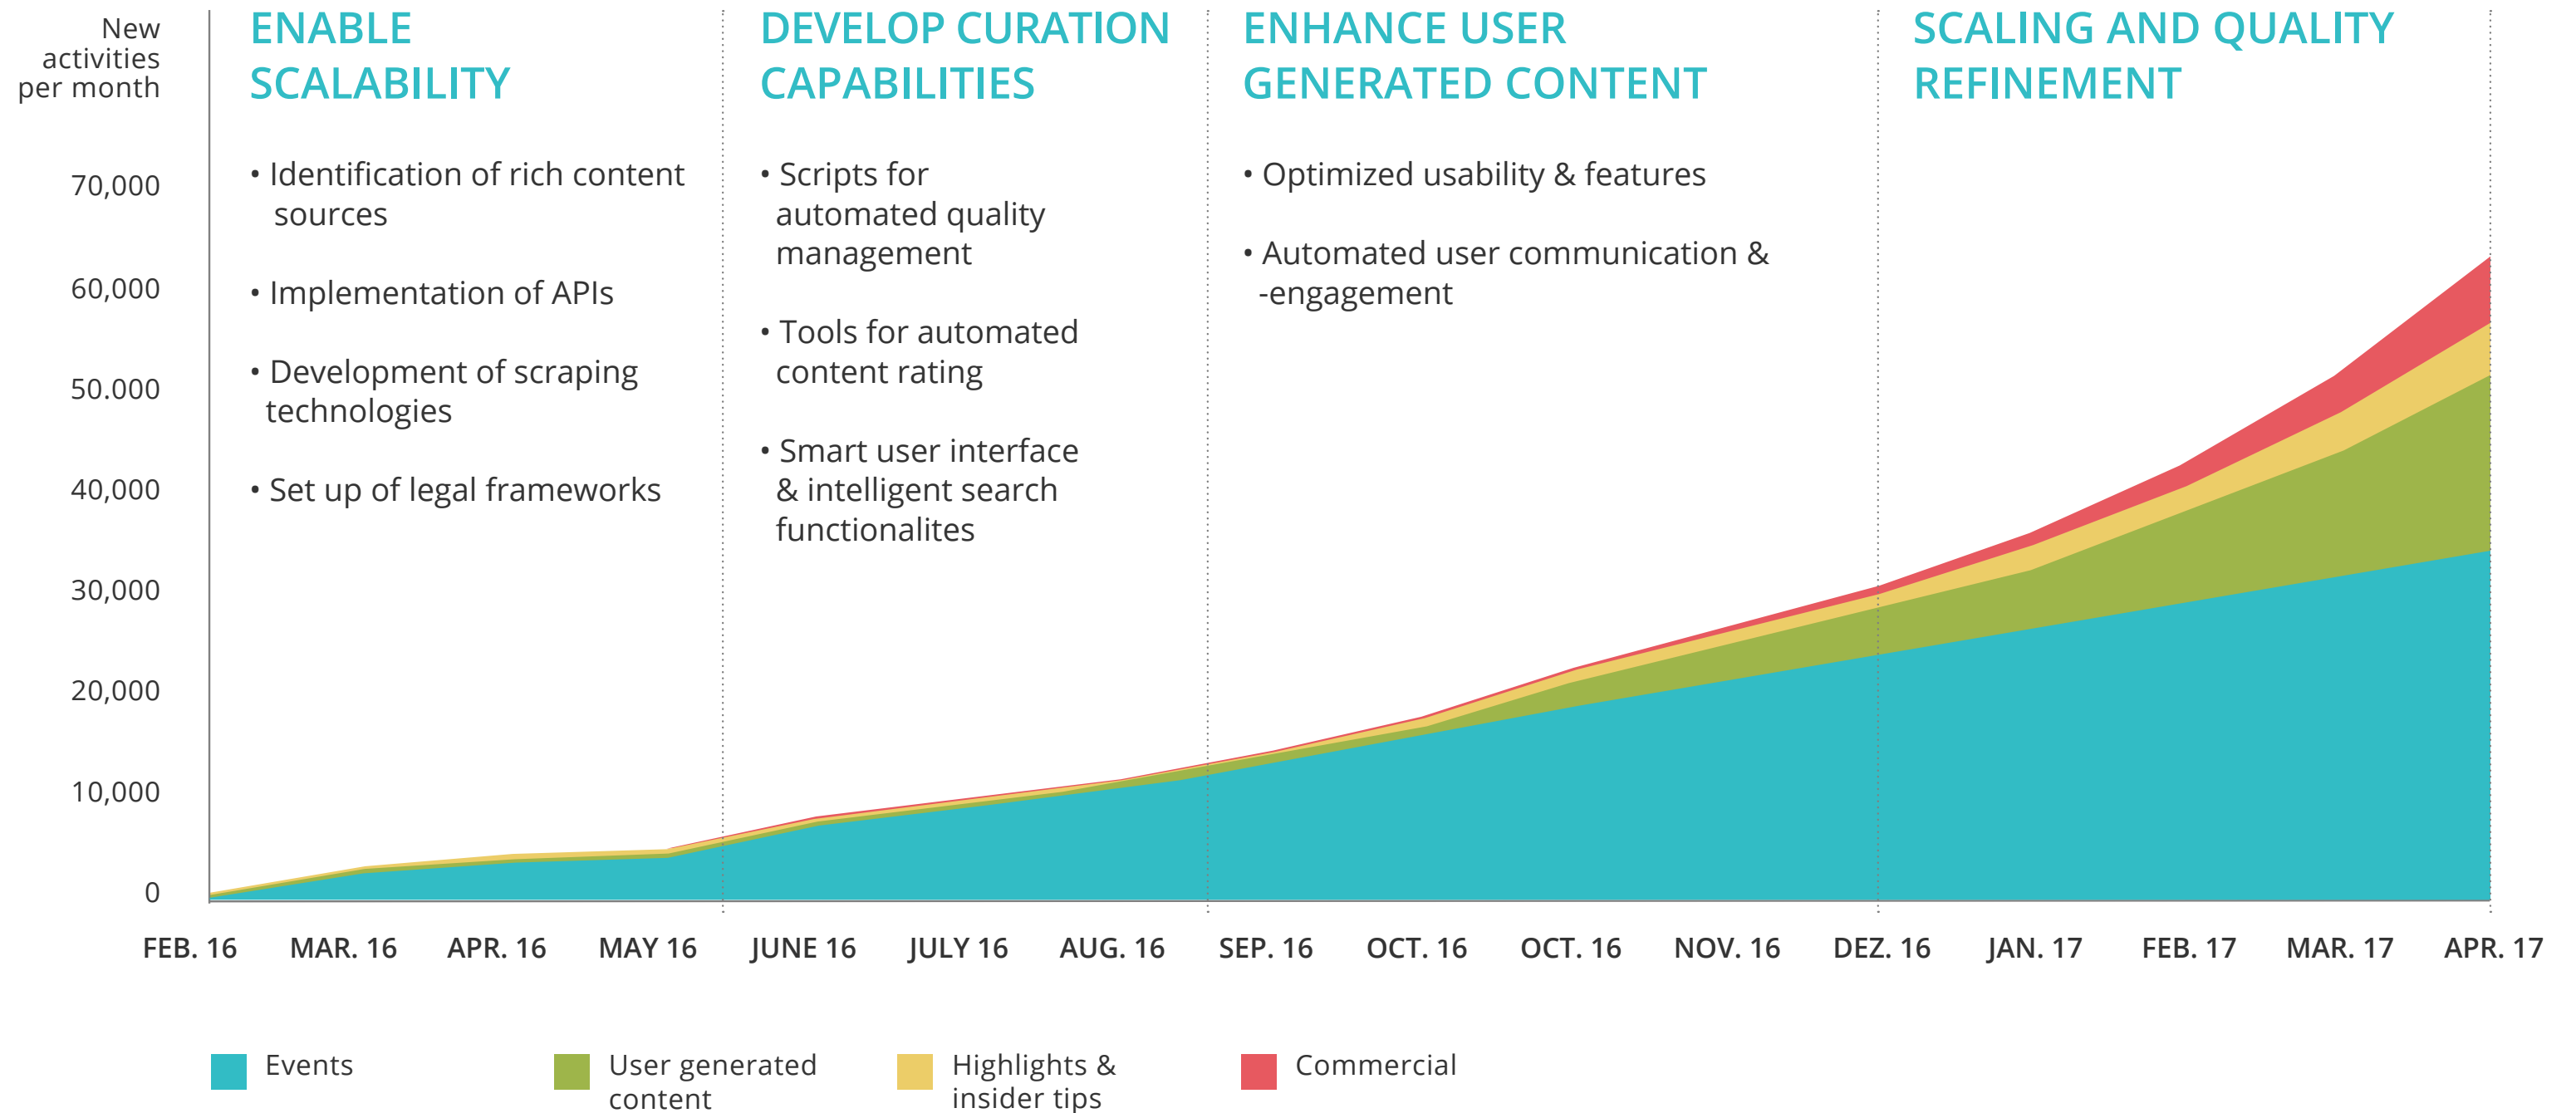 New
activities
per month
70,000
60,000
50.000
40,000
30,000
20,000
10,000
0
ENABLE
SCALABILITY
• Identification of rich content
sources
• Implementation of APIs
• Development of scraping
technologies
• Set up of legal frameworks
DEVELOP CURATION
CAPABILITIES
• Scripts for
automated quality
management
• Tools for automated
content rating
• Smart user interface
& intelligent search
functionalites
ENHANCE USER
GENERATED CONTENT
• Optimized usability & features
• Automated user communication &
-engagement
SCALING AND QUALITY
REFINEMENT
FEB. 16 MAR. 16 APR. 16 MAY 16 JUNE 16 JULY 16 AUG. 16 SEP. 16 OCT. 16 OCT. 16 NOV. 16 DEZ. 16 JAN. 17 FEB. 17 MAR. 17 APR. 17
Events
User generated
content
Highlights &
insider tips
Commercial